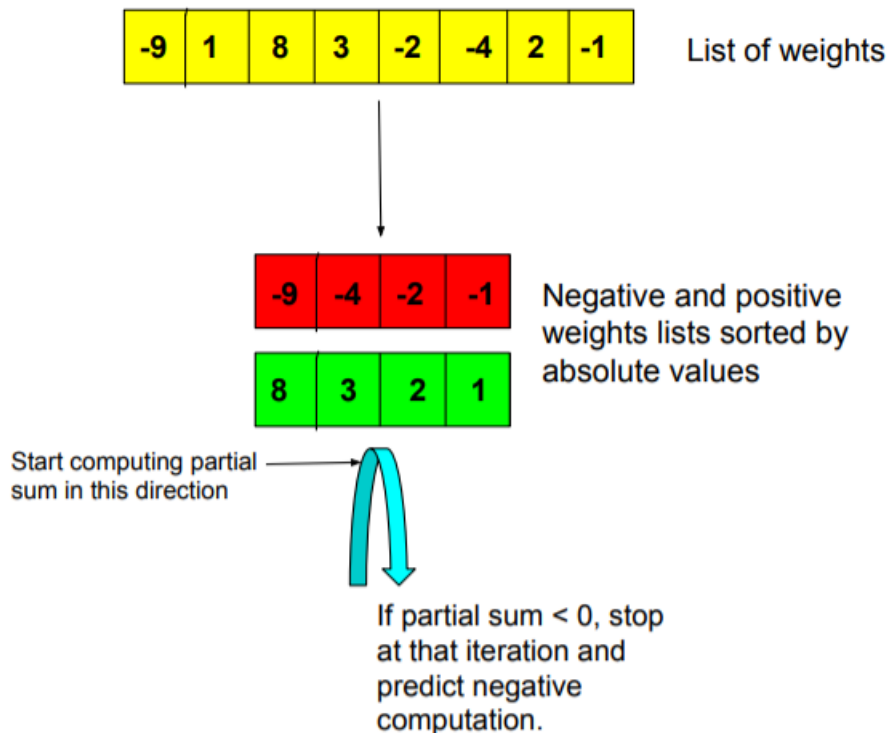 -9 1 8 3 -2 -4 2 -1
List of weights
-9 -4 -2 -1
8 3 2 1
Negative and positive
weights lists sorted by
absolute values
Start computing partial
sum in this direction
If partial sum < 0, stop
at that iteration and
predict negative
computation.